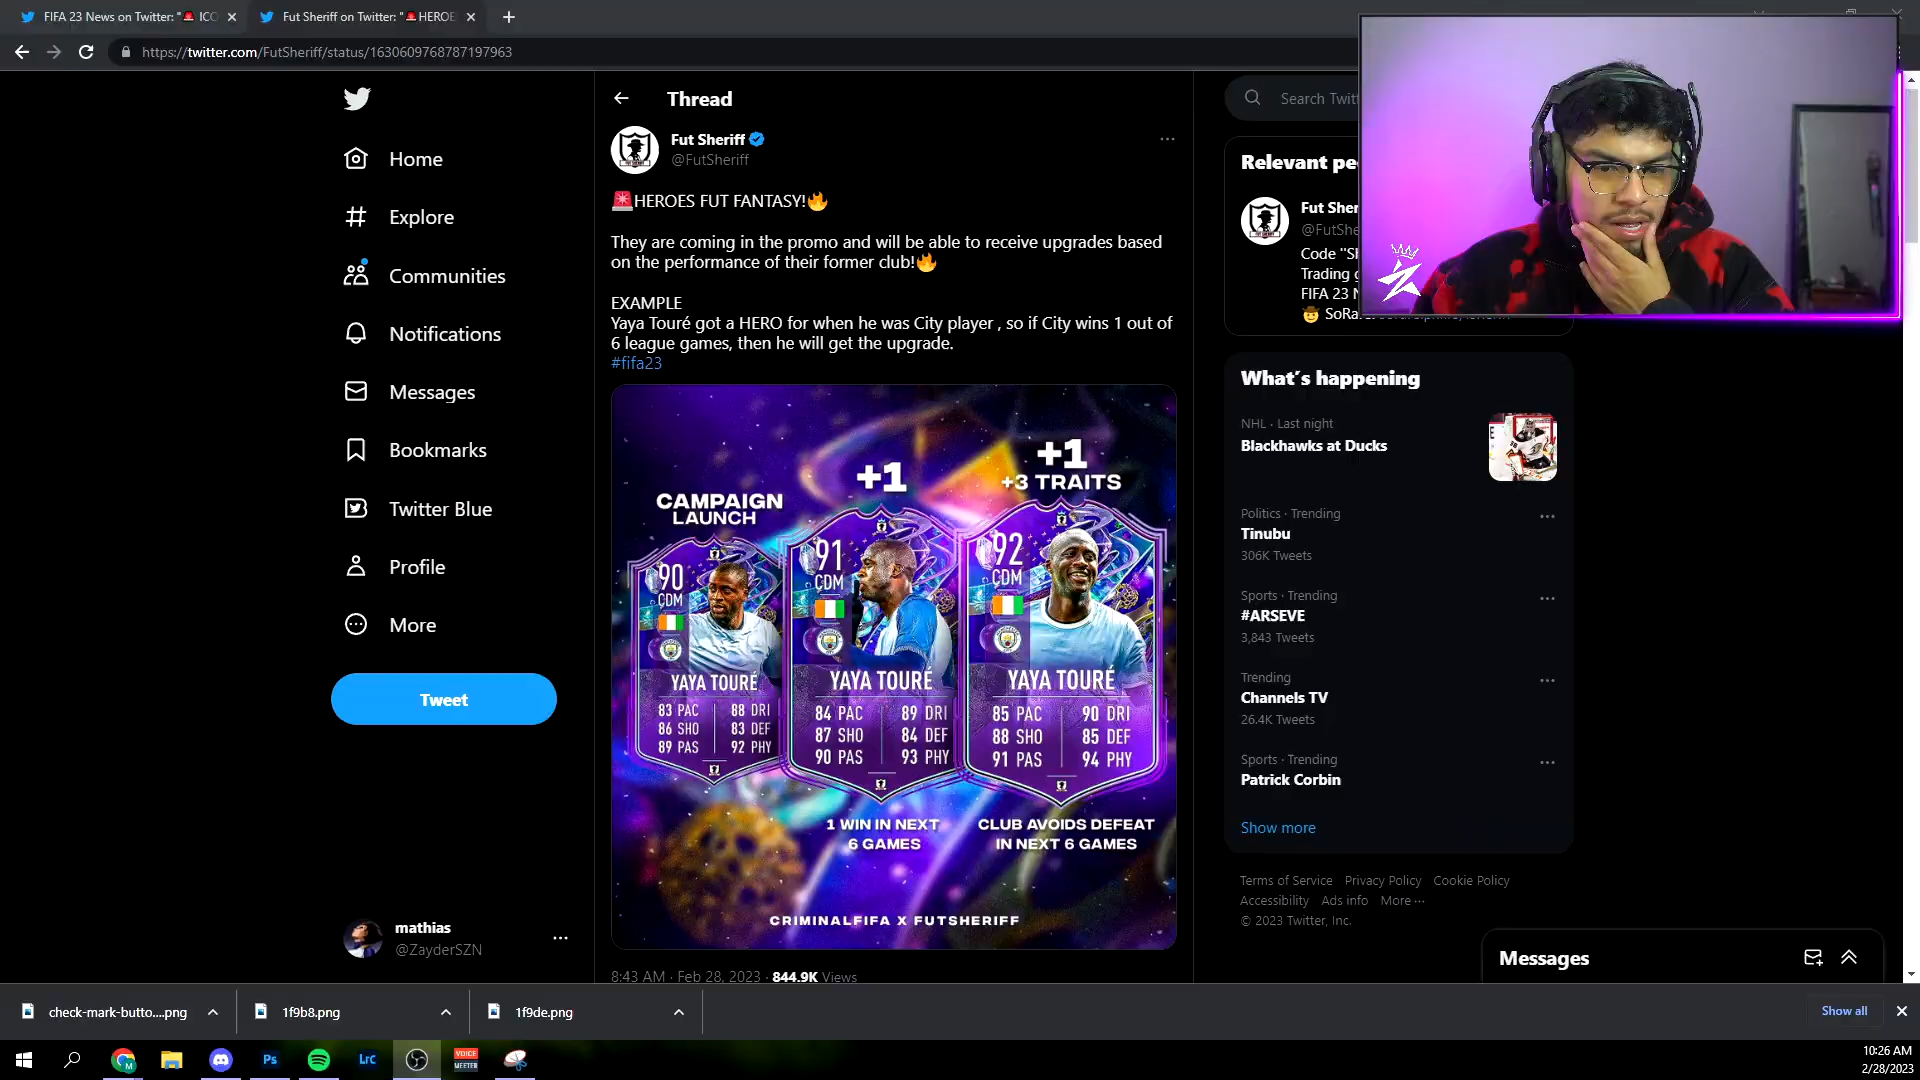 FIFA 23 News on Twitter: "🚨 ICO
Fut Sheriff on Twitter: "🚨HEROE
https://twitter.com/FutSheriff/status/1630609768787197963
Home
Explore
Communities
Notifications
Messages
Bookmarks
Twitter Blue
Profile
More
Tweet
mathias
@ZayderSZN
Thread
Fut Sheriff
@FutSheriff
🚨HEROES FUT FANTASY!🔥
They are coming in the promo and will be able to receive upgrades based
on the performance of their former club!🔥
EXAMPLE
Yaya Touré got a HERO for when he was City player , so if City wins 1 out of
6 league games, then he will get the upgrade.
#fifa23
CAMPAIGN
LAUNCH
90
CDM
YAYA TOURÉ
83 PAC 88 DRI
86 SHO 83 DEF
89 PAS 92 PHY
+1
91
CDM
YAYA TOURÉ
84 PAC 89 DRI
87 SHO 84 DEF
90 PAS 93 PHY
1 WIN IN NEXT
6 GAMES
+1
+3 TRAITS
92
CDM
YAYA TOURÉ
85 PAC 90 DRI
88 SHO 85 DEF
91 PAS 94 PHY
CLUB AVOIDS DEFEAT
IN NEXT 6 GAMES
CRIMINALFIFA X FUTSHERIFF
8:43 AM · Feb 28, 2023 · 844.9K Views
Search Twitt
Relevant pe
Fut Sher
@FutShe
Code "SI
Trading g
FIFA 23 N
🤠 SoRar
What's happening
NHL · Last night
Blackhawks at Ducks
Politics · Trending
Tinubu
306K Tweets
Sports · Trending
#ARSEVE
3,843 Tweets
Trending
Channels TV
26.4K Tweets
Sports · Trending
Patrick Corbin
Show more
Terms of Service Privacy Policy Cookie Policy
Accessibility Ads info More ···
© 2023 Twitter, Inc.
Messages
check-mark-butto....png
1f9b8.png
1f9de.png
Show all
Ps
LrC
VOICE
MEETER
10:26 AM
2/28/2023